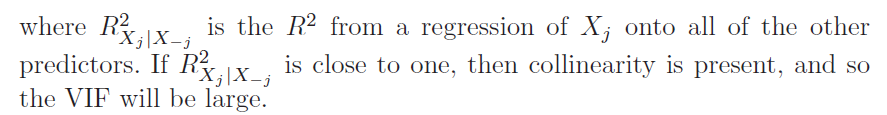 where $R^2_{X_j|X_{-j}}$ is the $R^2$ from a regression of $X_j$ onto all of the other
predictors. If $R^2_{X_j|X_{-j}}$ is close to one, then collinearity is present, and so
the VIF will be large.